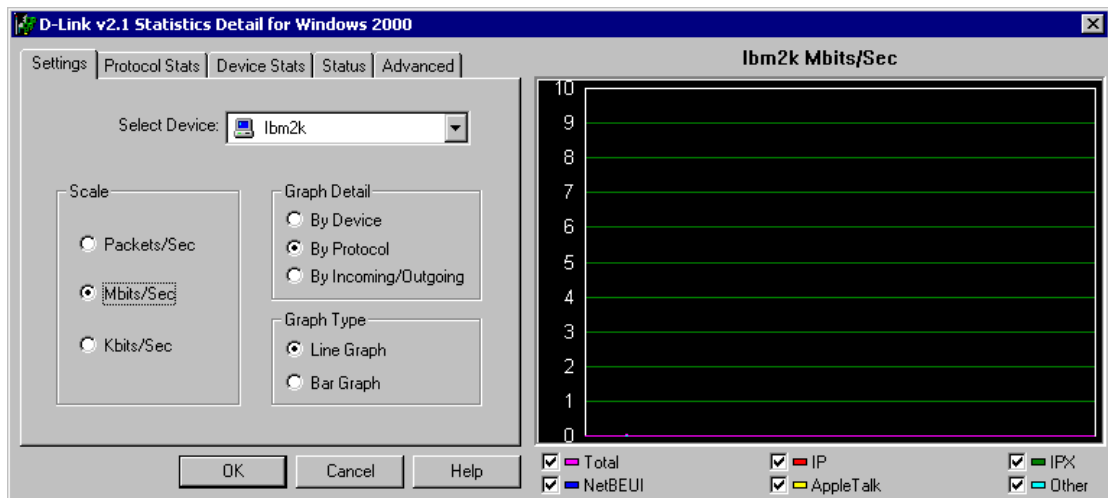 D-Link v2.1 Statistics Detail for Windows 2000
Settings Protocol Stats Device Stats Status Advanced
Select Device: Ibm2k
Scale
Packets/Sec
Mbits/Sec
Kbits/Sec
Graph Detail
By Device
By Protocol
By Incoming/Outgoing
Graph Type
Line Graph
Bar Graph
OK Cancel Help
Ibm2k Mbits/Sec
10
9
8
7
6
5
4
3
2
1
0
Total IP IPX
NetBEUI AppleTalk Other